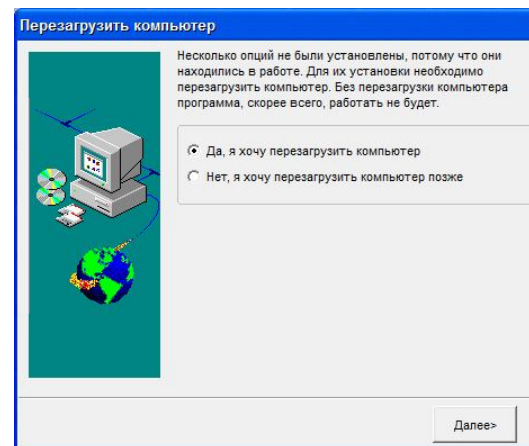 Перезагрузить компьютер
Несколько опций не были установлены, потому что они
находились в работе. Для их установки необходимо
перезагрузить компьютер. Без перезагрузки компьютера
программа, скорее всего, работать не будет.
Да, я хочу перезагрузить компьютер
Нет, я хочу перезагрузить компьютер позже
Далее>